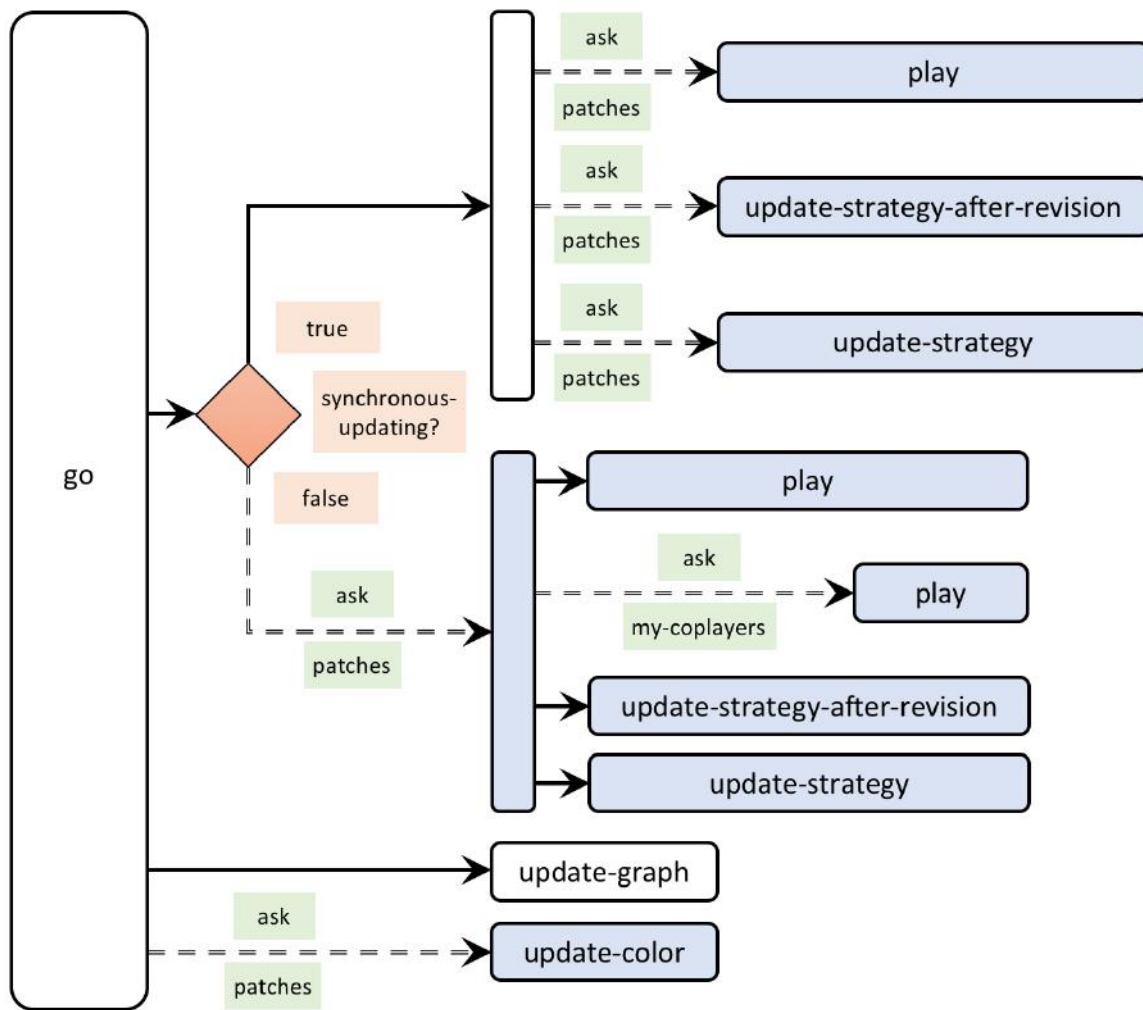 go
true
synchronous-
updating?
false
ask
patches
play
ask
patches
update-strategy-after-revision
ask
patches
update-strategy
ask
patches
play
ask
my-coplayers
play
update-strategy-after-revision
update-strategy
update-graph
ask
patches
update-color